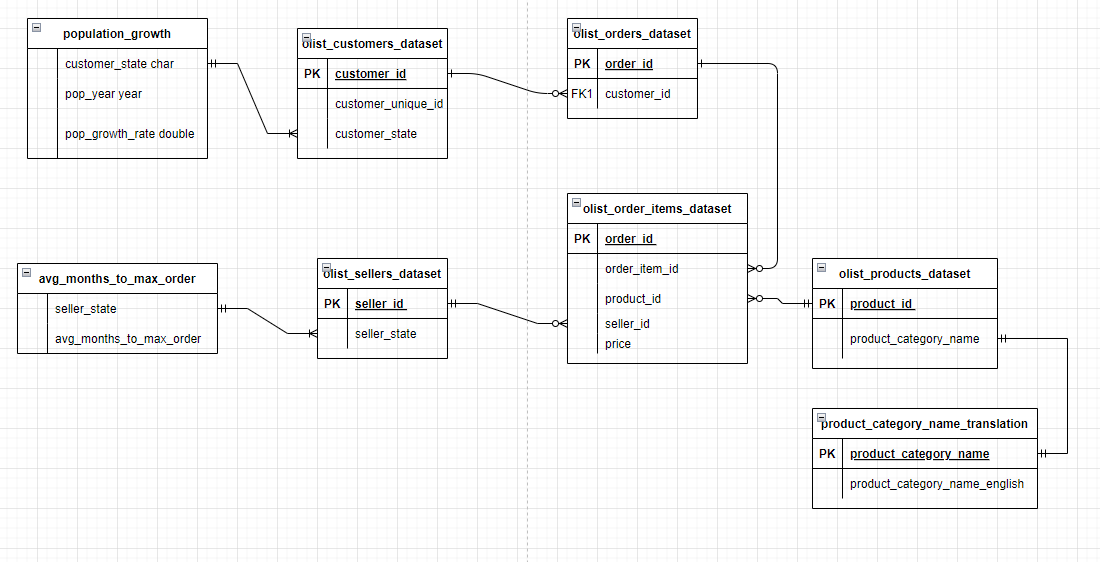 population_growth
customer_state char
pop_year year
pop_growth_rate double
olist_customers_dataset
PK customer_id
customer_unique_id
customer_state
olist_orders_dataset
PK order_id
FK1 customer_id
olist_order_items_dataset
PK order_id
order_item_id
product_id
seller_id
price
avg_months_to_max_order
seller_state
avg_months_to_max_order
olist_sellers_dataset
PK seller_id
seller_state
olist_products_dataset
PK product_id
product_category_name
product_category_name_translation
PK product_category_name
product_category_name_english